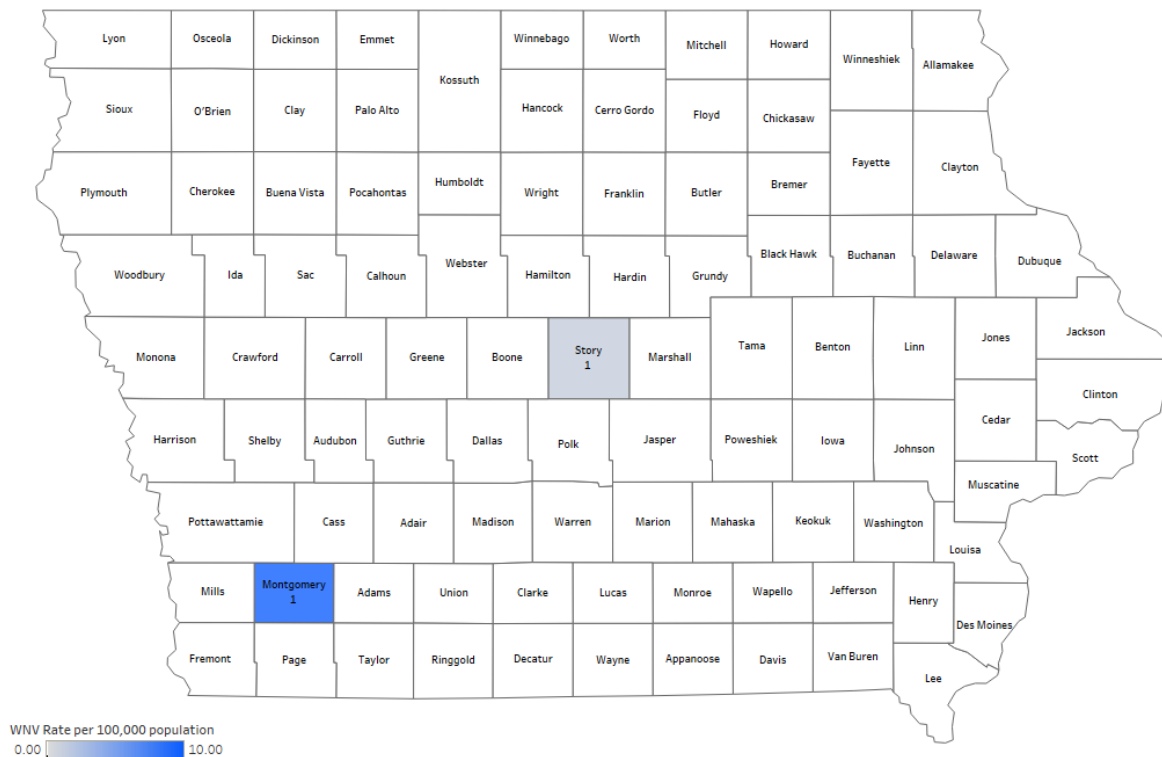 Lyon
Osceola
Dickinson
Emmet
Kossuth
Winnebago
Worth
Mitchell
Howard
Winneshiek
Allamakee
Sioux
O'Brien
Clay
Palo Alto
Hancock
Cerro Gordo
Floyd
Chickasaw
Fayette
Clayton
Plymouth
Cherokee
Buena Vista
Pocahontas
Humboldt
Wright
Franklin
Butler
Bremer
Woodbury
Ida
Sac
Calhoun
Webster
Hamilton
Hardin
Grundy
Black Hawk
Buchanan
Delaware
Dubuque
Monona
Crawford
Carroll
Greene
Boone
Story
1
Marshall
Tama
Benton
Linn
Jones
Jackson
Clinton
Harrison
Shelby
Audubon
Guthrie
Dallas
Polk
Jasper
Poweshiek
Iowa
Johnson
Cedar
Scott
Muscatine
Pottawattamie
Cass
Adair
Madison
Warren
Marion
Mahaska
Keokuk
Washington
Louisa
Mills
Montgomery
1
Adams
Union
Clarke
Lucas
Monroe
Wapello
Jefferson
Henry
Des Moines
Fremont
Page
Taylor
Ringgold
Decatur
Wayne
Appanoose
Davis
Van Buren
Lee
WNV Rate per 100,000 population
0.00 10.00